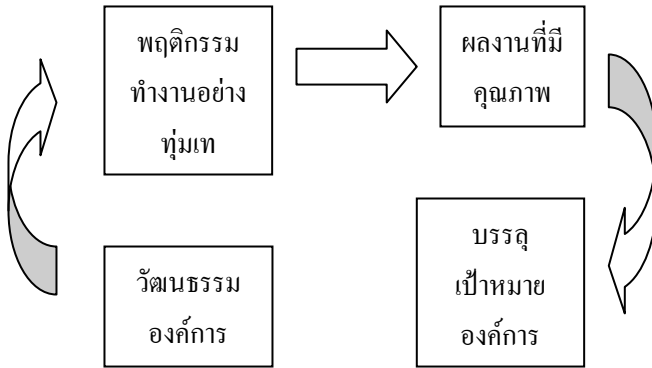 พฤติกรรม
ทำงานอย่าง
ทุ่มเท
ผลงานที่มี
คุณภาพ
วัฒนธรรม
องค์การ
บรรลุ
เป้าหมาย
องค์การ